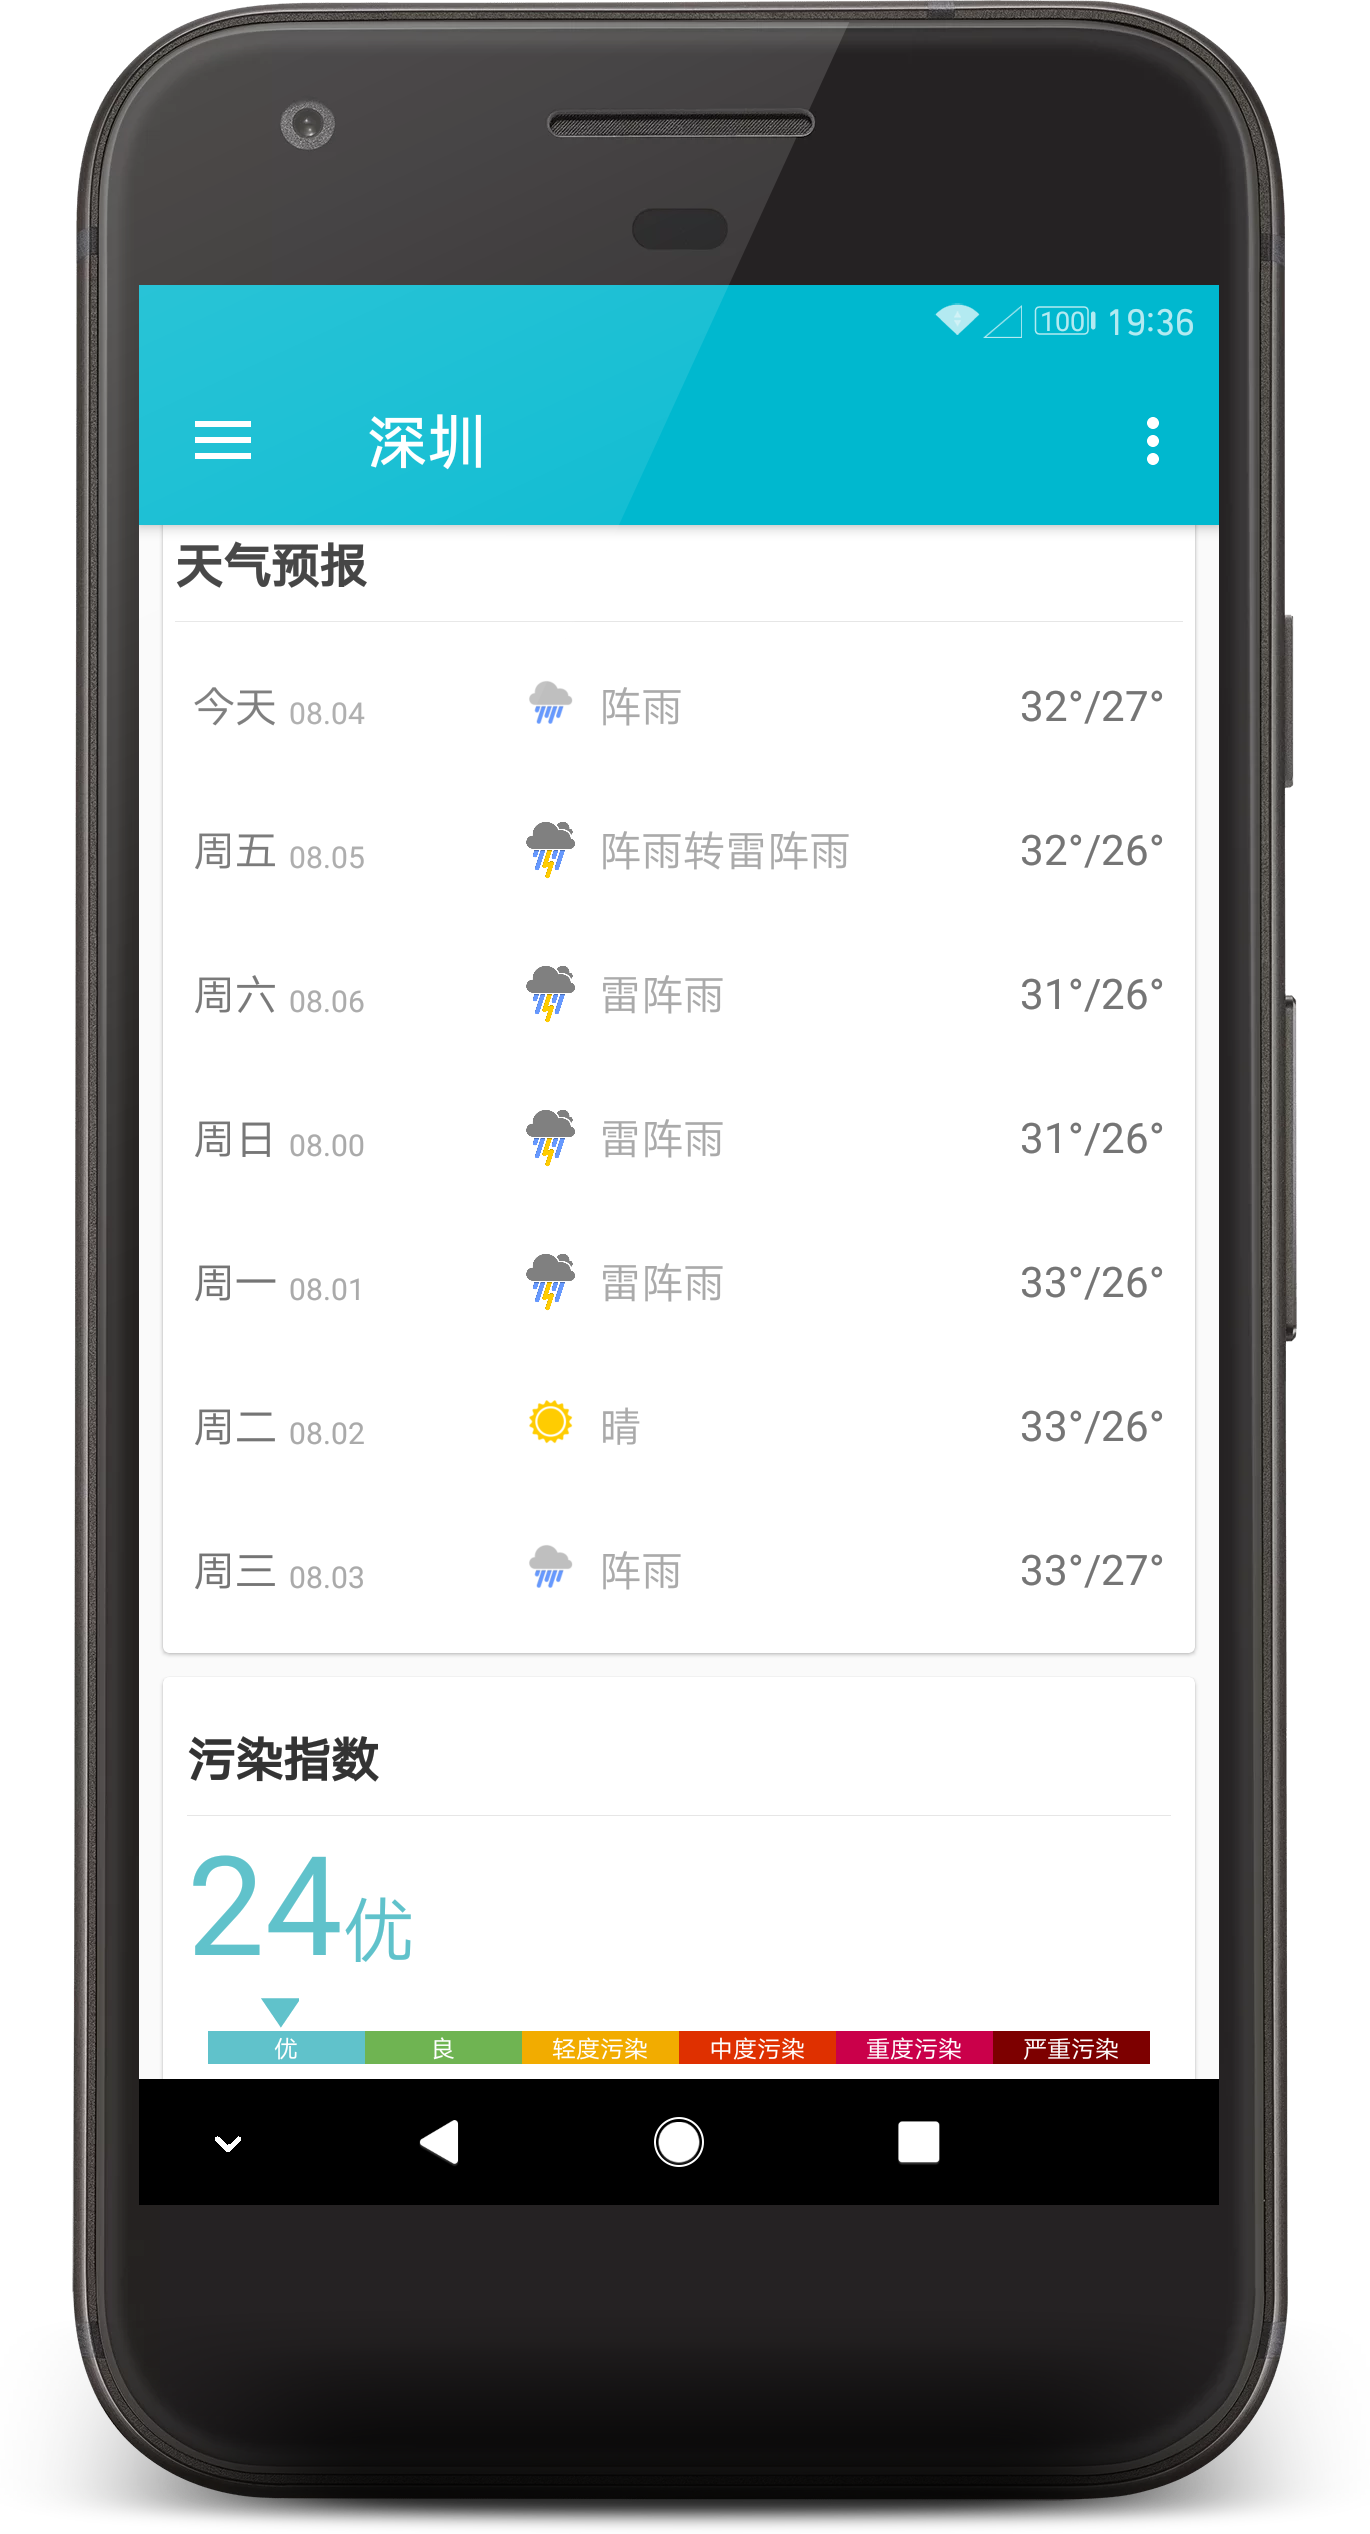 100 19:36
深圳
天气预报
今天 08.04 阵雨 32°/27°
周五 08.05 阵雨转雷阵雨 32°/26°
周六 08.06 雷阵雨 31°/26°
周日 08.00 雷阵雨 31°/26°
周一 08.01 雷阵雨 33°/26°
周二 08.02 晴 33°/26°
周三 08.03 阵雨 33°/27°
污染指数
24优
优 良 轻度污染 中度污染 重度污染 严重污染